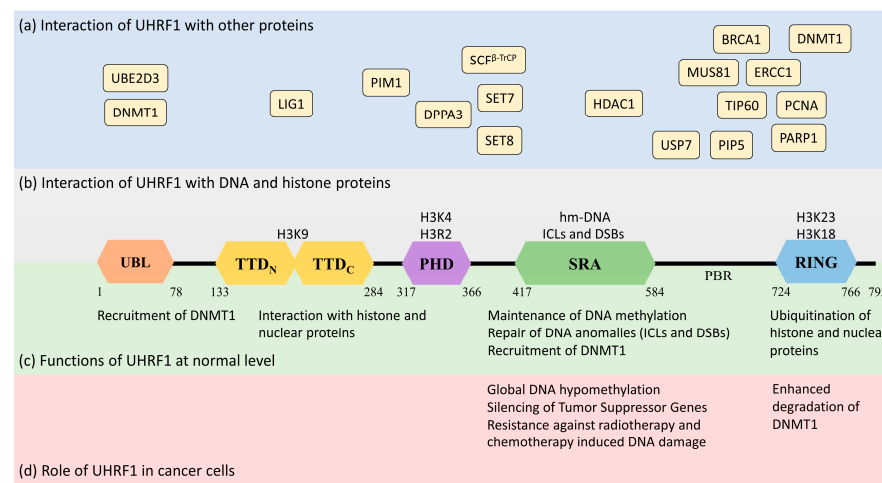 (a) Interaction of UHRF1 with other proteins
BRCA1
DNMT1
SCFβ-TrCP
UBE2D3
PIM1
MUS81
ERCC1
DNMT1
LIG1
DPPA3
SET7
HDAC1
TIP60
PCNA
SET8
USP7
PIP5
PARP1
(b) Interaction of UHRF1 with DNA and histone proteins
H3K9
H3K4
H3R2
hm-DNA
ICLs and DSBs
H3K23
H3K18
UBL
TTDN
TTDC
PHD
SRA
PBR
RING
1
78
133
284
317
366
417
584
724
766
79
Recruitment of DNMT1
Interaction with histone and
nuclear proteins
Maintenance of DNA methylation
Repair of DNA anomalies (ICLs and DSBs)
Recruitment of DNMT1
Ubiquitination of
histone and nuclea
proteins
(c) Functions of UHRF1 at normal level
Global DNA hypomethylation
Silencing of Tumor Suppressor Genes
Resistance against radiotherapy and
chemotherapy induced DNA damage
Enhanced
degradation of
DNMT1
(d) Role of UHRF1 in cancer cells